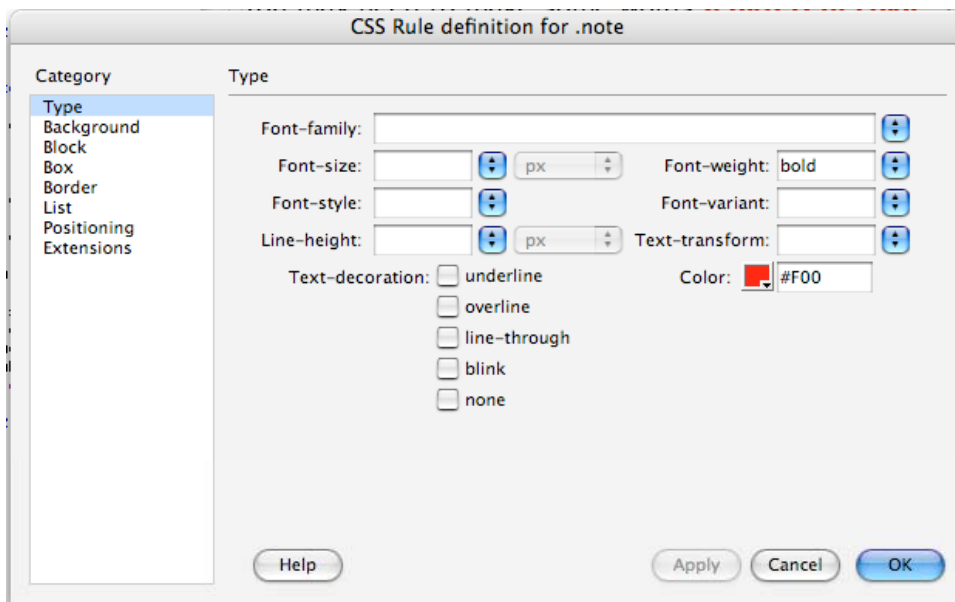 CSS Rule definition for .note
Category
Type
Background
Block
Box
Border
List
Positioning
Extensions
Type
Font-family:
Font-size: px Font-weight: bold
Font-style: Font-variant:
Line-height: px Text-transform:
Text-decoration: underline Color: #F00
overline
line-through
blink
none
Help Apply Cancel OK